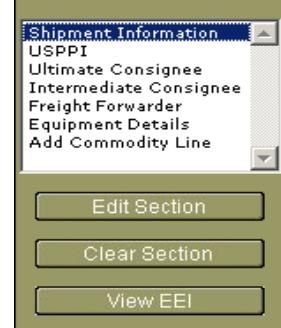 Shipment Information
USPPI
Ultimate Consignee
Intermediate Consignee
Freight Forwarder
Equipment Details
Add Commodity Line
Edit Section
Clear Section
View EEI